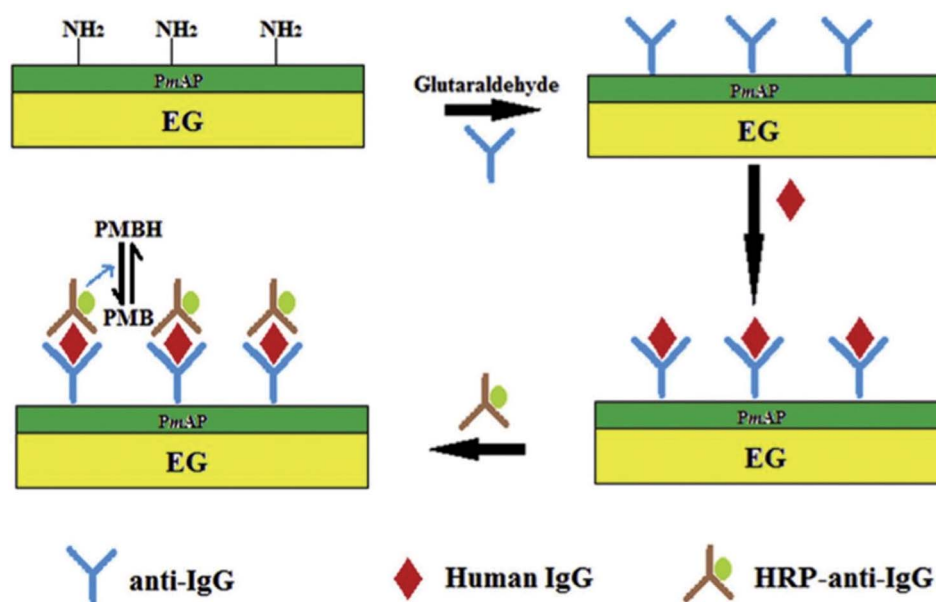 NH2 NH2 NH2
PmAP
EG
Glutaraldehyde
PmAP
EG
PMBH
PMB
PmAP
EG
PmAP
EG
anti-IgG
Human IgG
HRP-anti-IgG